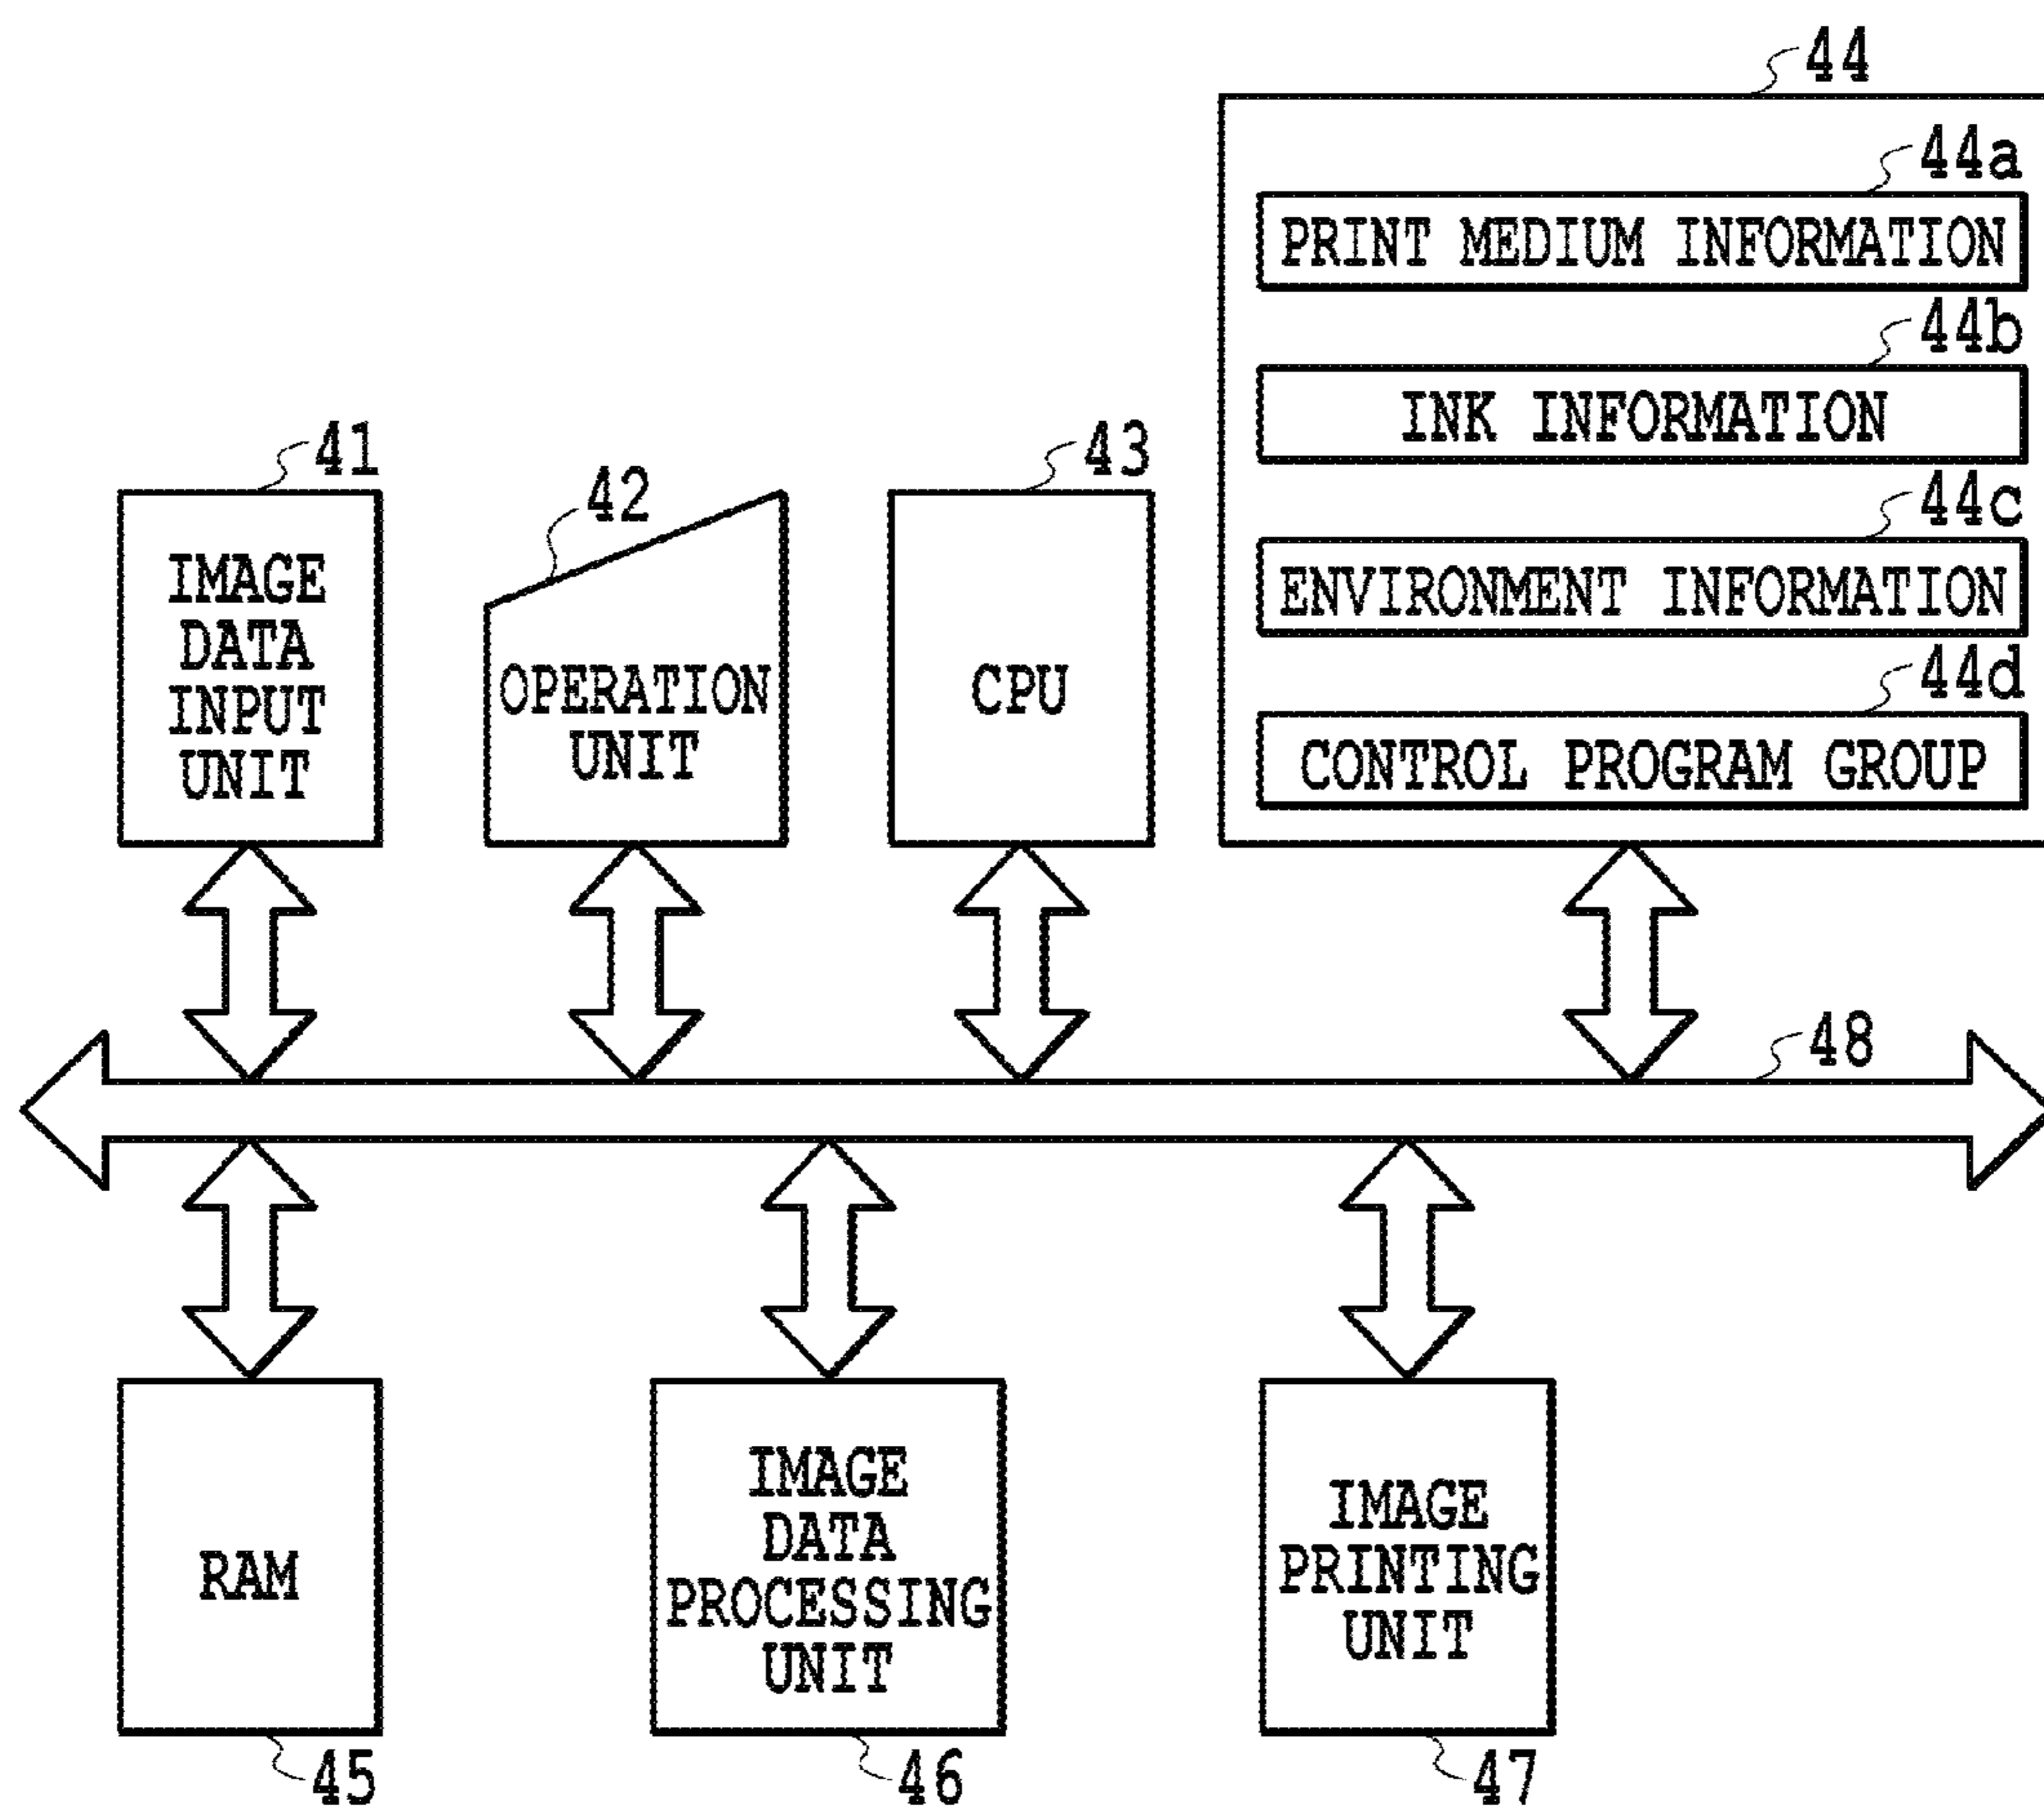 44
44a
PRINT MEDIUM INFORMATION
44b
INK INFORMATION
44c
ENVIRONMENT INFORMATION
44d
CONTROL PROGRAM GROUP
41
IMAGE
DATA
INPUT
UNIT
42
OPERATION
UNIT
43
CPU
48
RAM
45
IMAGE
DATA
PROCESSING
UNIT
46
IMAGE
PRINTING
UNIT
47